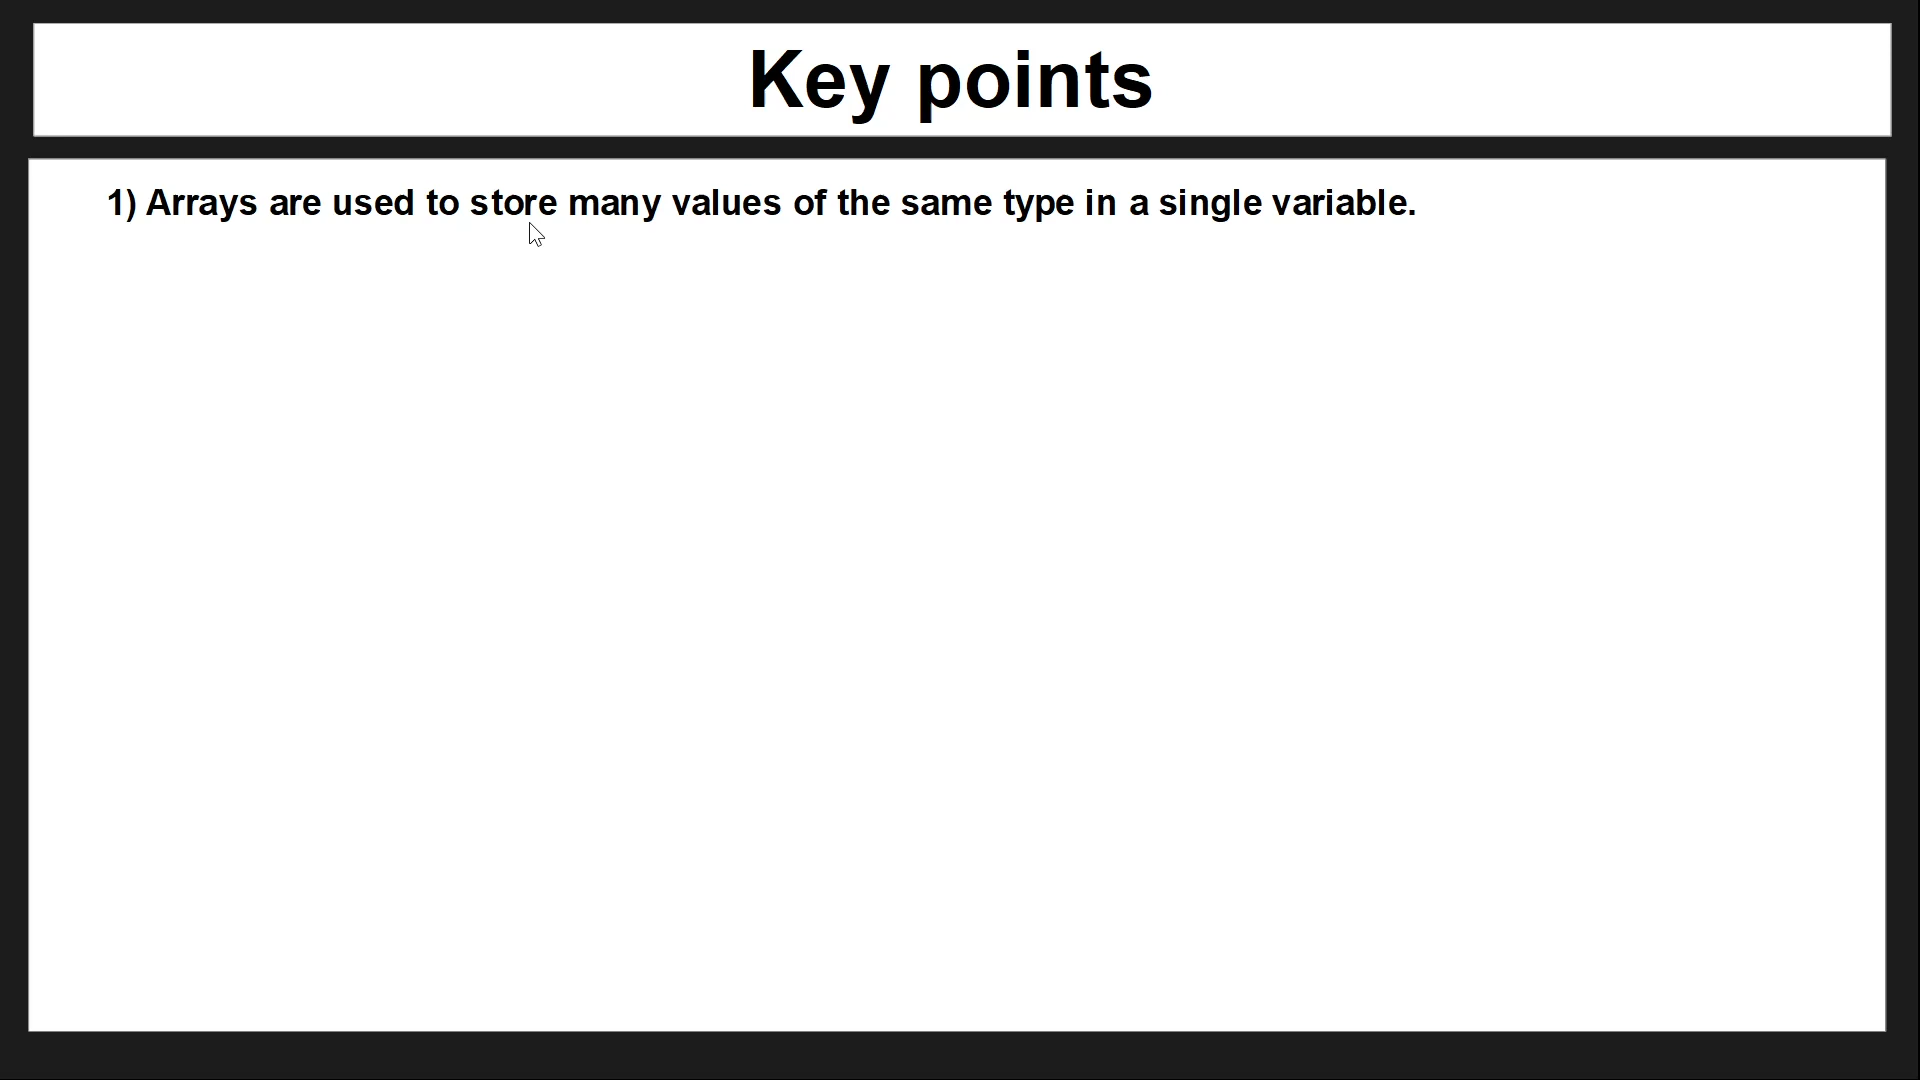 Key points
1) Arrays are used to store many values of the same type in a single variable.